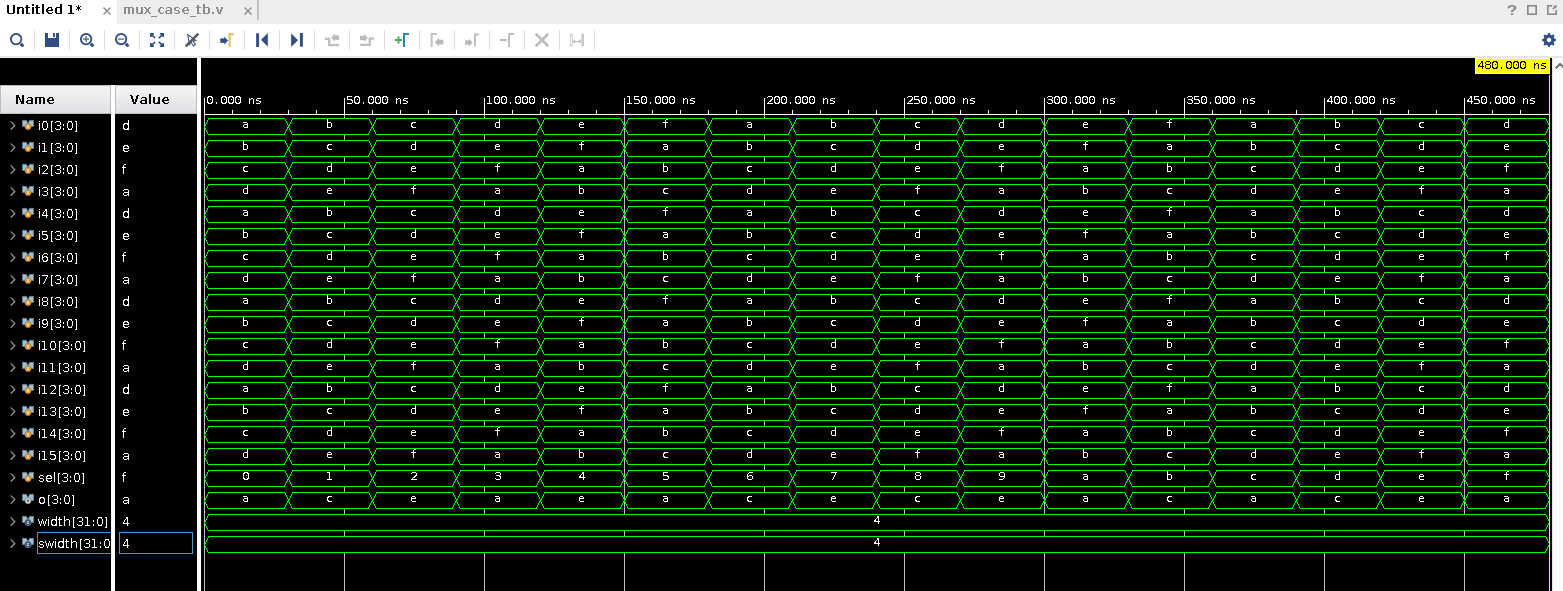 Untitled 1* × mux_case_tb.v ×
480.000 ns
Name Value 0.000 ns 50.000 ns 100.000 ns 150.000 ns 200.000 ns 250.000 ns 300.000 ns 350.000 ns 400.000 ns 450.000 ns
i0[3:0] d a b c d e f a b c d e f a b c d
i1[3:0] e b c d e f a b c d e f a b c d e
i2[3:0] f c d e f a b c d e f a b c d e f
i3[3:0] a d e f a b c d e f a b c d e f a
i4[3:0] d a b c d e f a b c d e f a b c d
i5[3:0] e b c d e f a b c d e f a b c d e
i6[3:0] f c d e f a b c d e f a b c d e f
i7[3:0] a d e f a b c d e f a b c d e f a
i8[3:0] d a b c d e f a b c d e f a b c d
i9[3:0] e b c d e f a b c d e f a b c d e
i10[3:0] f c d e f a b c d e f a b c d e f
i11[3:0] a d e f a b c d e f a b c d e f a
i12[3:0] d a b c d e f a b c d e f a b c d
i13[3:0] e b c d e f a b c d e f a b c d e
i14[3:0] f c d e f a b c d e f a b c d e f
i15[3:0] a d e f a b c d e f a b c d e f a
sel[3:0] f 0 1 2 3 4 5 6 7 8 9 a b c d e f
o[3:0] a a c e a e a c e c e a c a c e a
width[31:0] 4 4
swidth[31:0 4 4